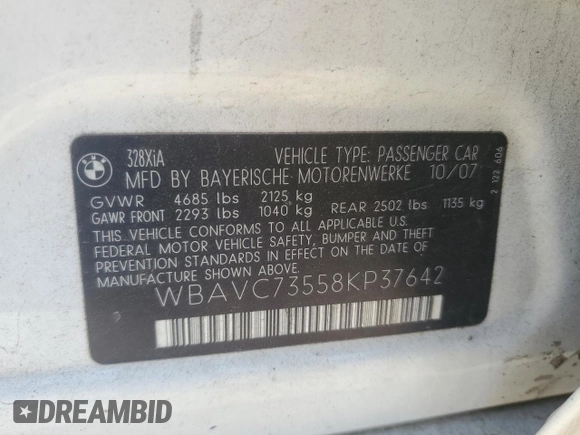 BMW
328XiA
VEHICLE TYPE: PASSENGER CAR
MFD BY BAYERISCHE MOTORENWERKE 10/07
GVWR 4685 lbs 2125 kg
GAWR FRONT 2293 lbs 1040 kg REAR 2502 lbs 1135 kg
THIS VEHICLE CONFORMS TO ALL APPLICABLE U.S.
FEDERAL MOTOR VEHICLE SAFETY, BUMPER AND THEFT
PREVENTION STANDARDS IN EFFECT ON THE DATE OF
MANUFACTURE SHOWN ABOVE.
WBAVC73558KP37642
2 122 606
DREAMBID